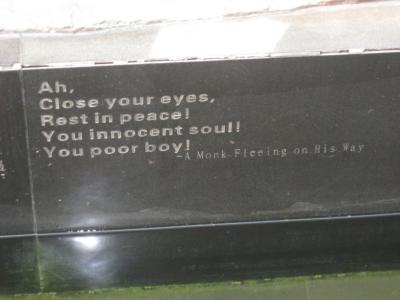 Ah,
Close your eyes,
Rest in peace!
You innocent soul!
You poor boy!
-A Monk Fleeing on His Way